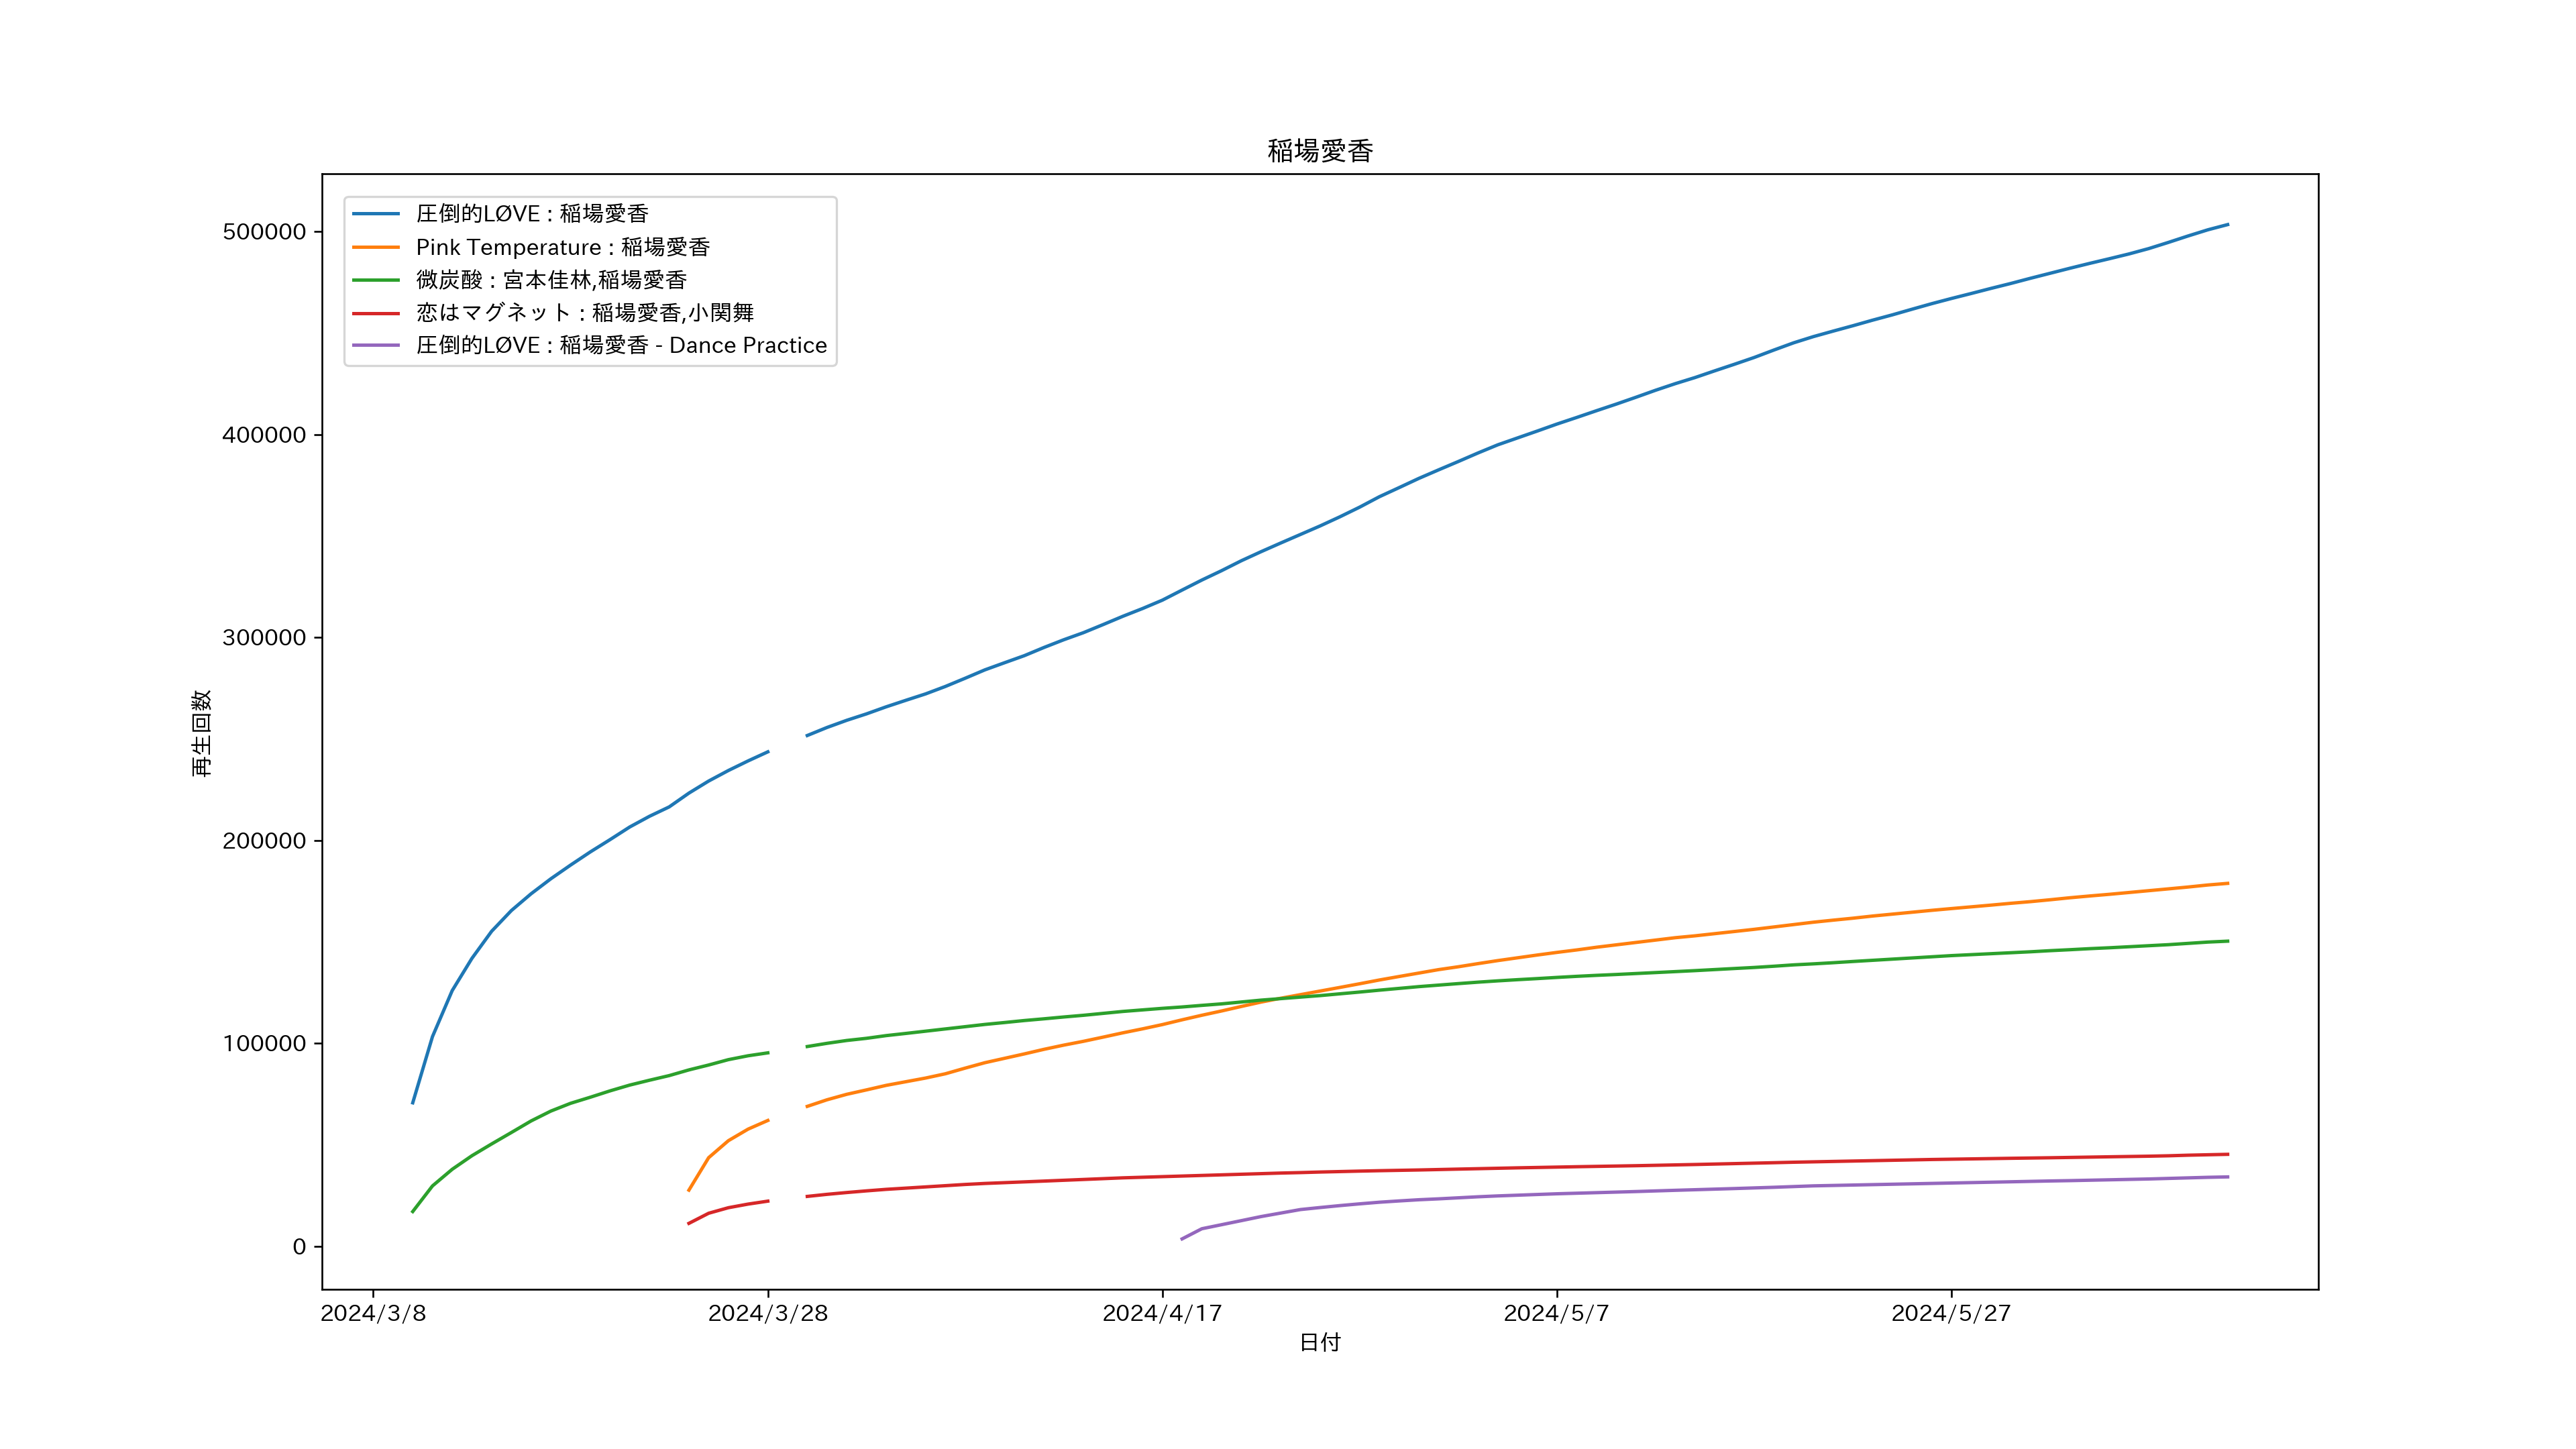 稲場愛香
圧倒的LØVE : 稲場愛香
Pink Temperature : 稲場愛香
微炭酸 : 宮本佳林,稲場愛香
恋はマグネット : 稲場愛香,小関舞
圧倒的LØVE : 稲場愛香 - Dance Practice
500000
400000
300000
200000
100000
0
再生回数
2024/3/8
2024/3/28
2024/4/17
2024/5/7
2024/5/27
日付